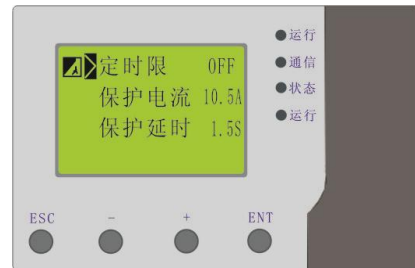 定时限 OFF
保护电流 10.5A
保护延时 1.5S
运行
通信
状态
运行
ESC - + ENT